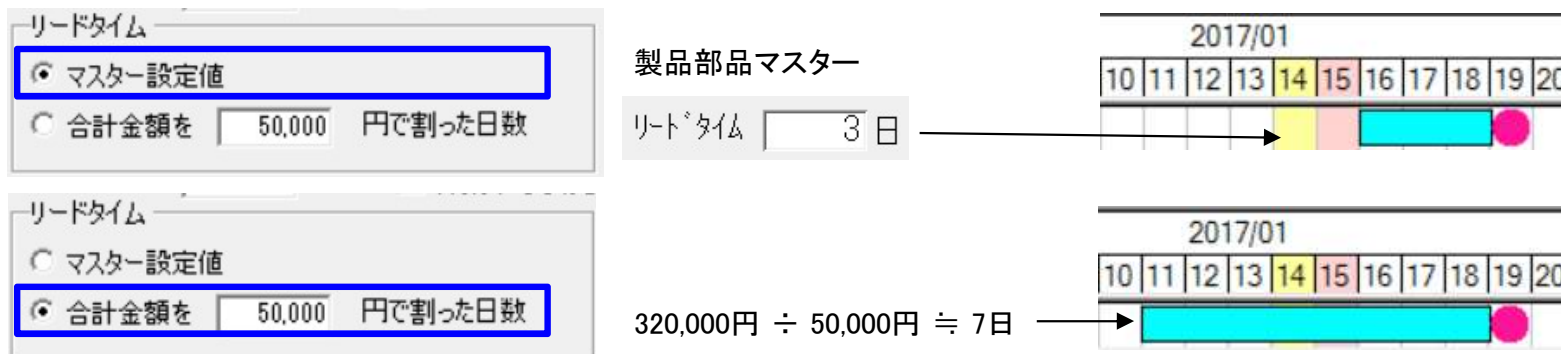 リードタイム
マスター設定値
合計金額を 50,000 円で割った日数
製品部品マスター
リードタイム 3 日
2017/01
10 11 12 13 14 15 16 17 18 19 20
リードタイム
マスター設定値
合計金額を 50,000 円で割った日数
320,000円 ÷ 50,000円 ≒ 7日
2017/01
10 11 12 13 14 15 16 17 18 19 20